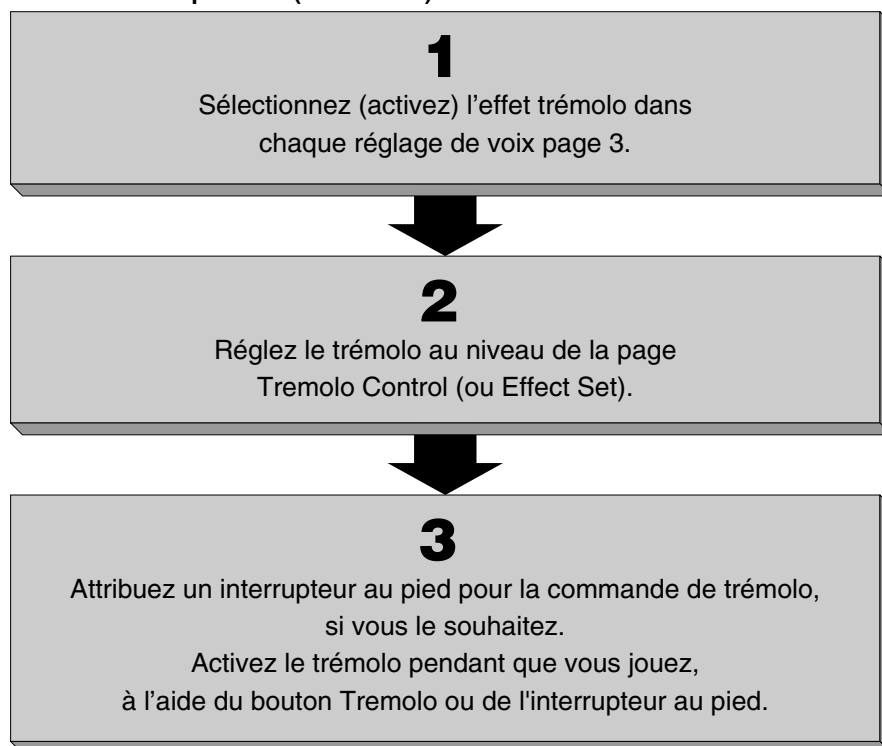 1
Sélectionnez (activez) l’effet trémolo dans
chaque réglage de voix page 3.
2
Réglez le trémolo au niveau de la page
Tremolo Control (ou Effect Set).
3
Attribuez un interrupteur au pied pour la commande de trémolo,
si vous le souhaitez.
Activez le trémolo pendant que vous jouez,
à l’aide du bouton Tremolo ou de l'interrupteur au pied.